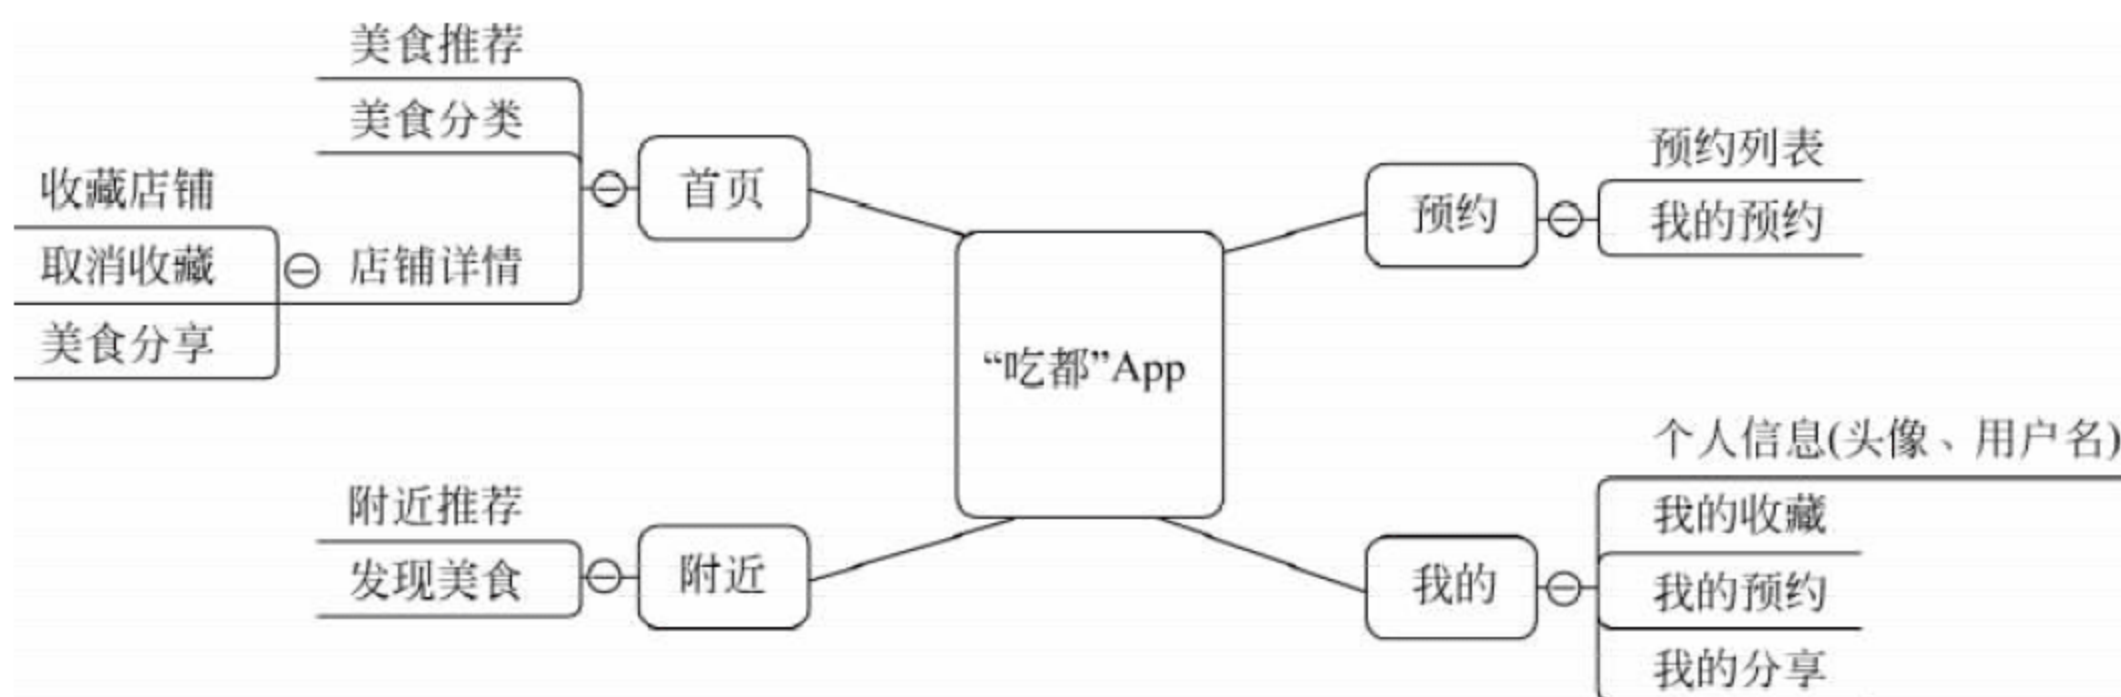 美食推荐
美食分类
首页
收藏店铺
取消收藏
店铺详情
美食分享
预约列表
预约
我的预约
“吃都”App
附近推荐
发现美食
附近
个人信息(头像、用户名)
我的收藏
我的
我的预约
我的分享